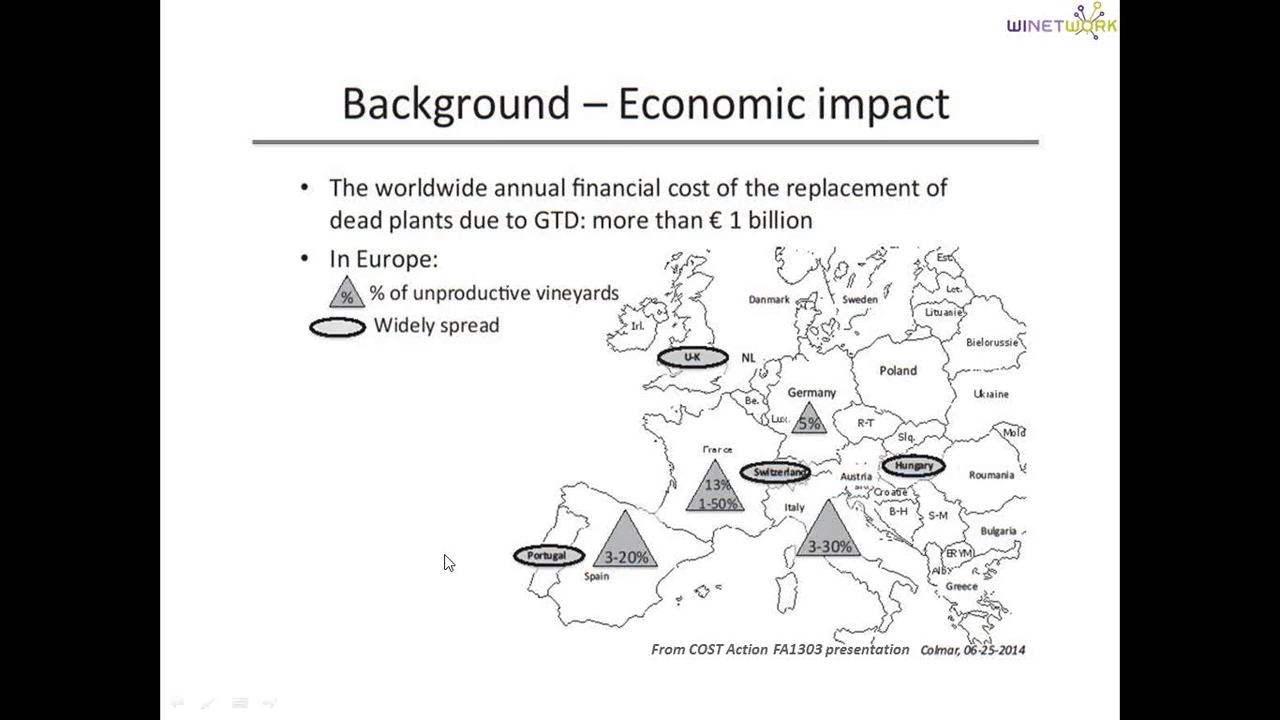 WINETWORK
Background – Economic impact
• The worldwide annual financial cost of the replacement of
dead plants due to GTD: more than € 1 billion
• In Europe:
% % of unproductive vineyards
Widely spread
Est.
Let.
Danmark
Sweden
Lituanie
Irl.
Bielorussie
U-K
NL
Poland
Germany
Ukraine
Be.
Lux.
5%
R-T
Slq.
Mold
France
Switzerland
Hungary
Austria
Roumania
13%
1-50%
Croatie
Italy
B-H
S-M
Bulgaria
3-30%
Portugal
3-20%
ERYM
Alb.
Spain
Greece
From COST Action FA1303 presentation Colmar, 06-25-2014